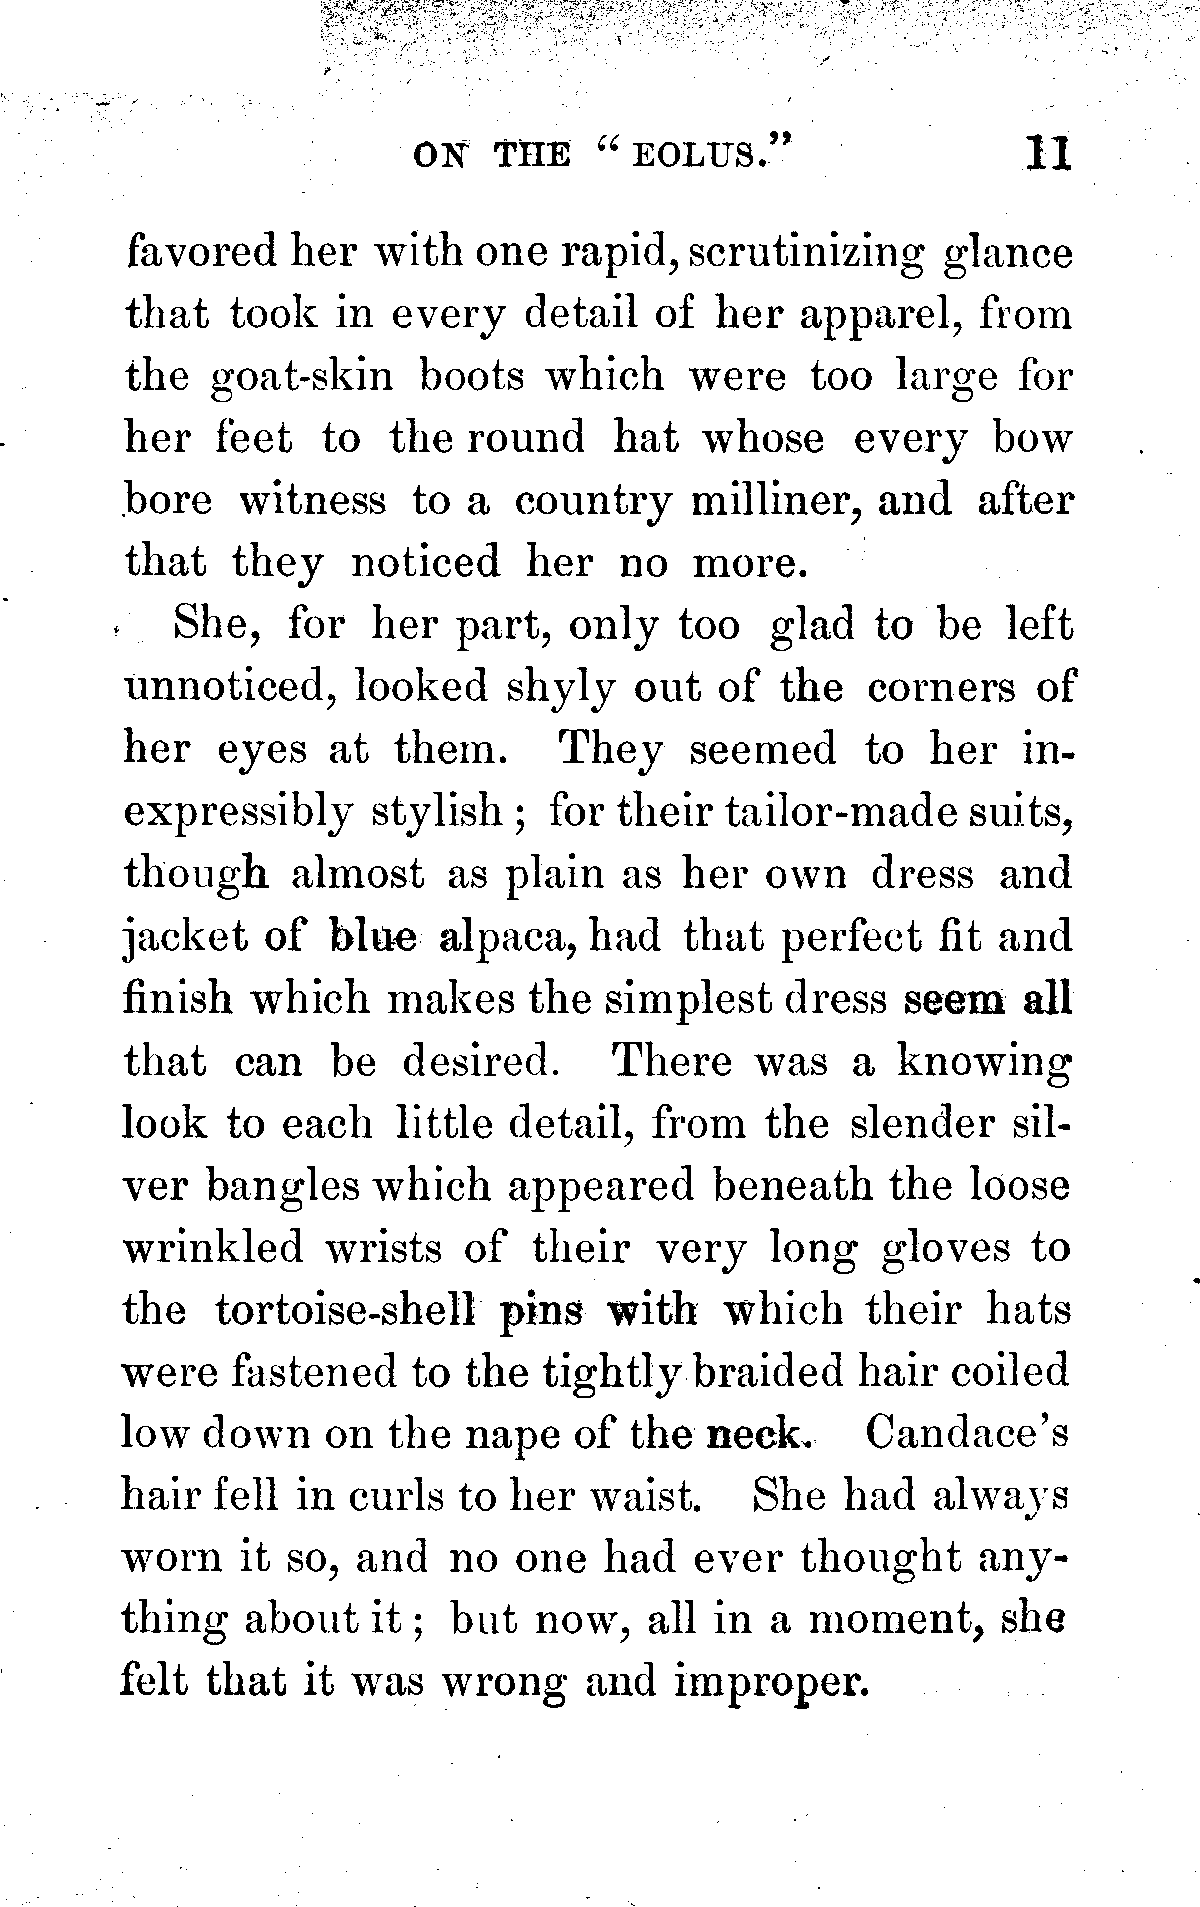 ON THE “ EOLUS.” 11
favored her with one rapid, scrutinizing glance
that took in every detail of her apparel, from
the goat-skin boots which were too large for
her feet to the round hat whose every bow
bore witness to a country milliner, and after
that they noticed her no more.
She, for her part, only too glad to be left
unnoticed, looked shyly out of the corners of
her eyes at them. They seemed to her in-
expressibly stylish ; for their tailor-made suits,
though almost as plain as her own dress and
jacket of blue alpaca, had that perfect fit and
finish which makes the simplest dress seem all
that can be desired. There was a knowing
look to each little detail, from the slender sil-
ver bangles which appeared beneath the loose
wrinkled wrists of their very long gloves to
the tortoise-shell pins with which their hats
were fastened to the tightly braided hair coiled
low down on the nape of the neck. Candace’s
hair fell in curls to her waist. She had always
worn it so, and no one had ever thought any-
thing about it ; but now, all in a moment, she
felt that it was wrong and improper.